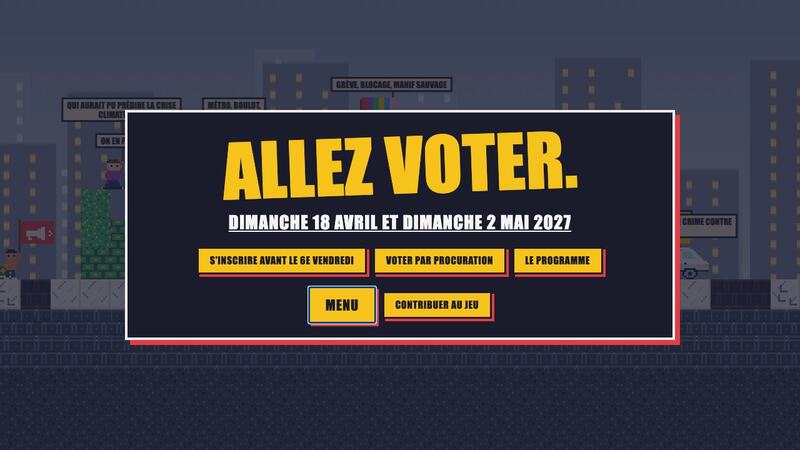 GRÈVE, BLOCAGE, MANIF SAUVAGE
QUI AURAIT PU PRÉDIRE LA CRISE
MÉTRO, BOULOT,
ON EN
CRIME CONTRE
ALLEZ VOTER.
DIMANCHE 18 AVRIL ET DIMANCHE 2 MAI 2027
S'INSCRIRE AVANT LE 6E VENDREDI
VOTER PAR PROCURATION
LE PROGRAMME
MENU
CONTRIBUER AU JEU